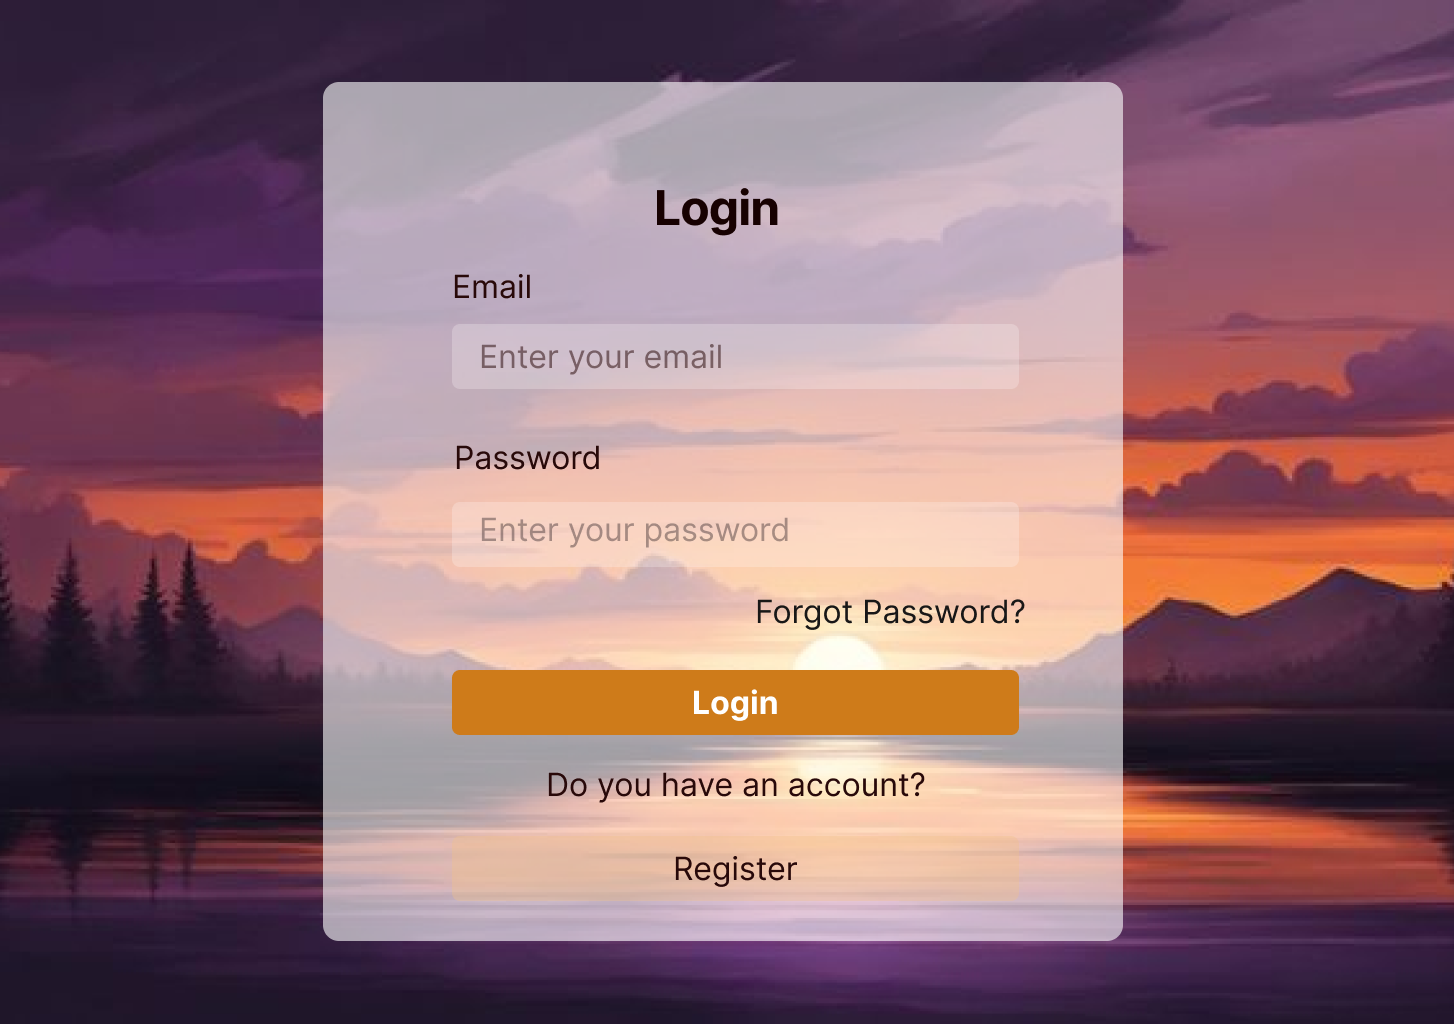 Login
Email
Enter your email
Password
Enter your password
Forgot Password?
Login
Do you have an account?
Register